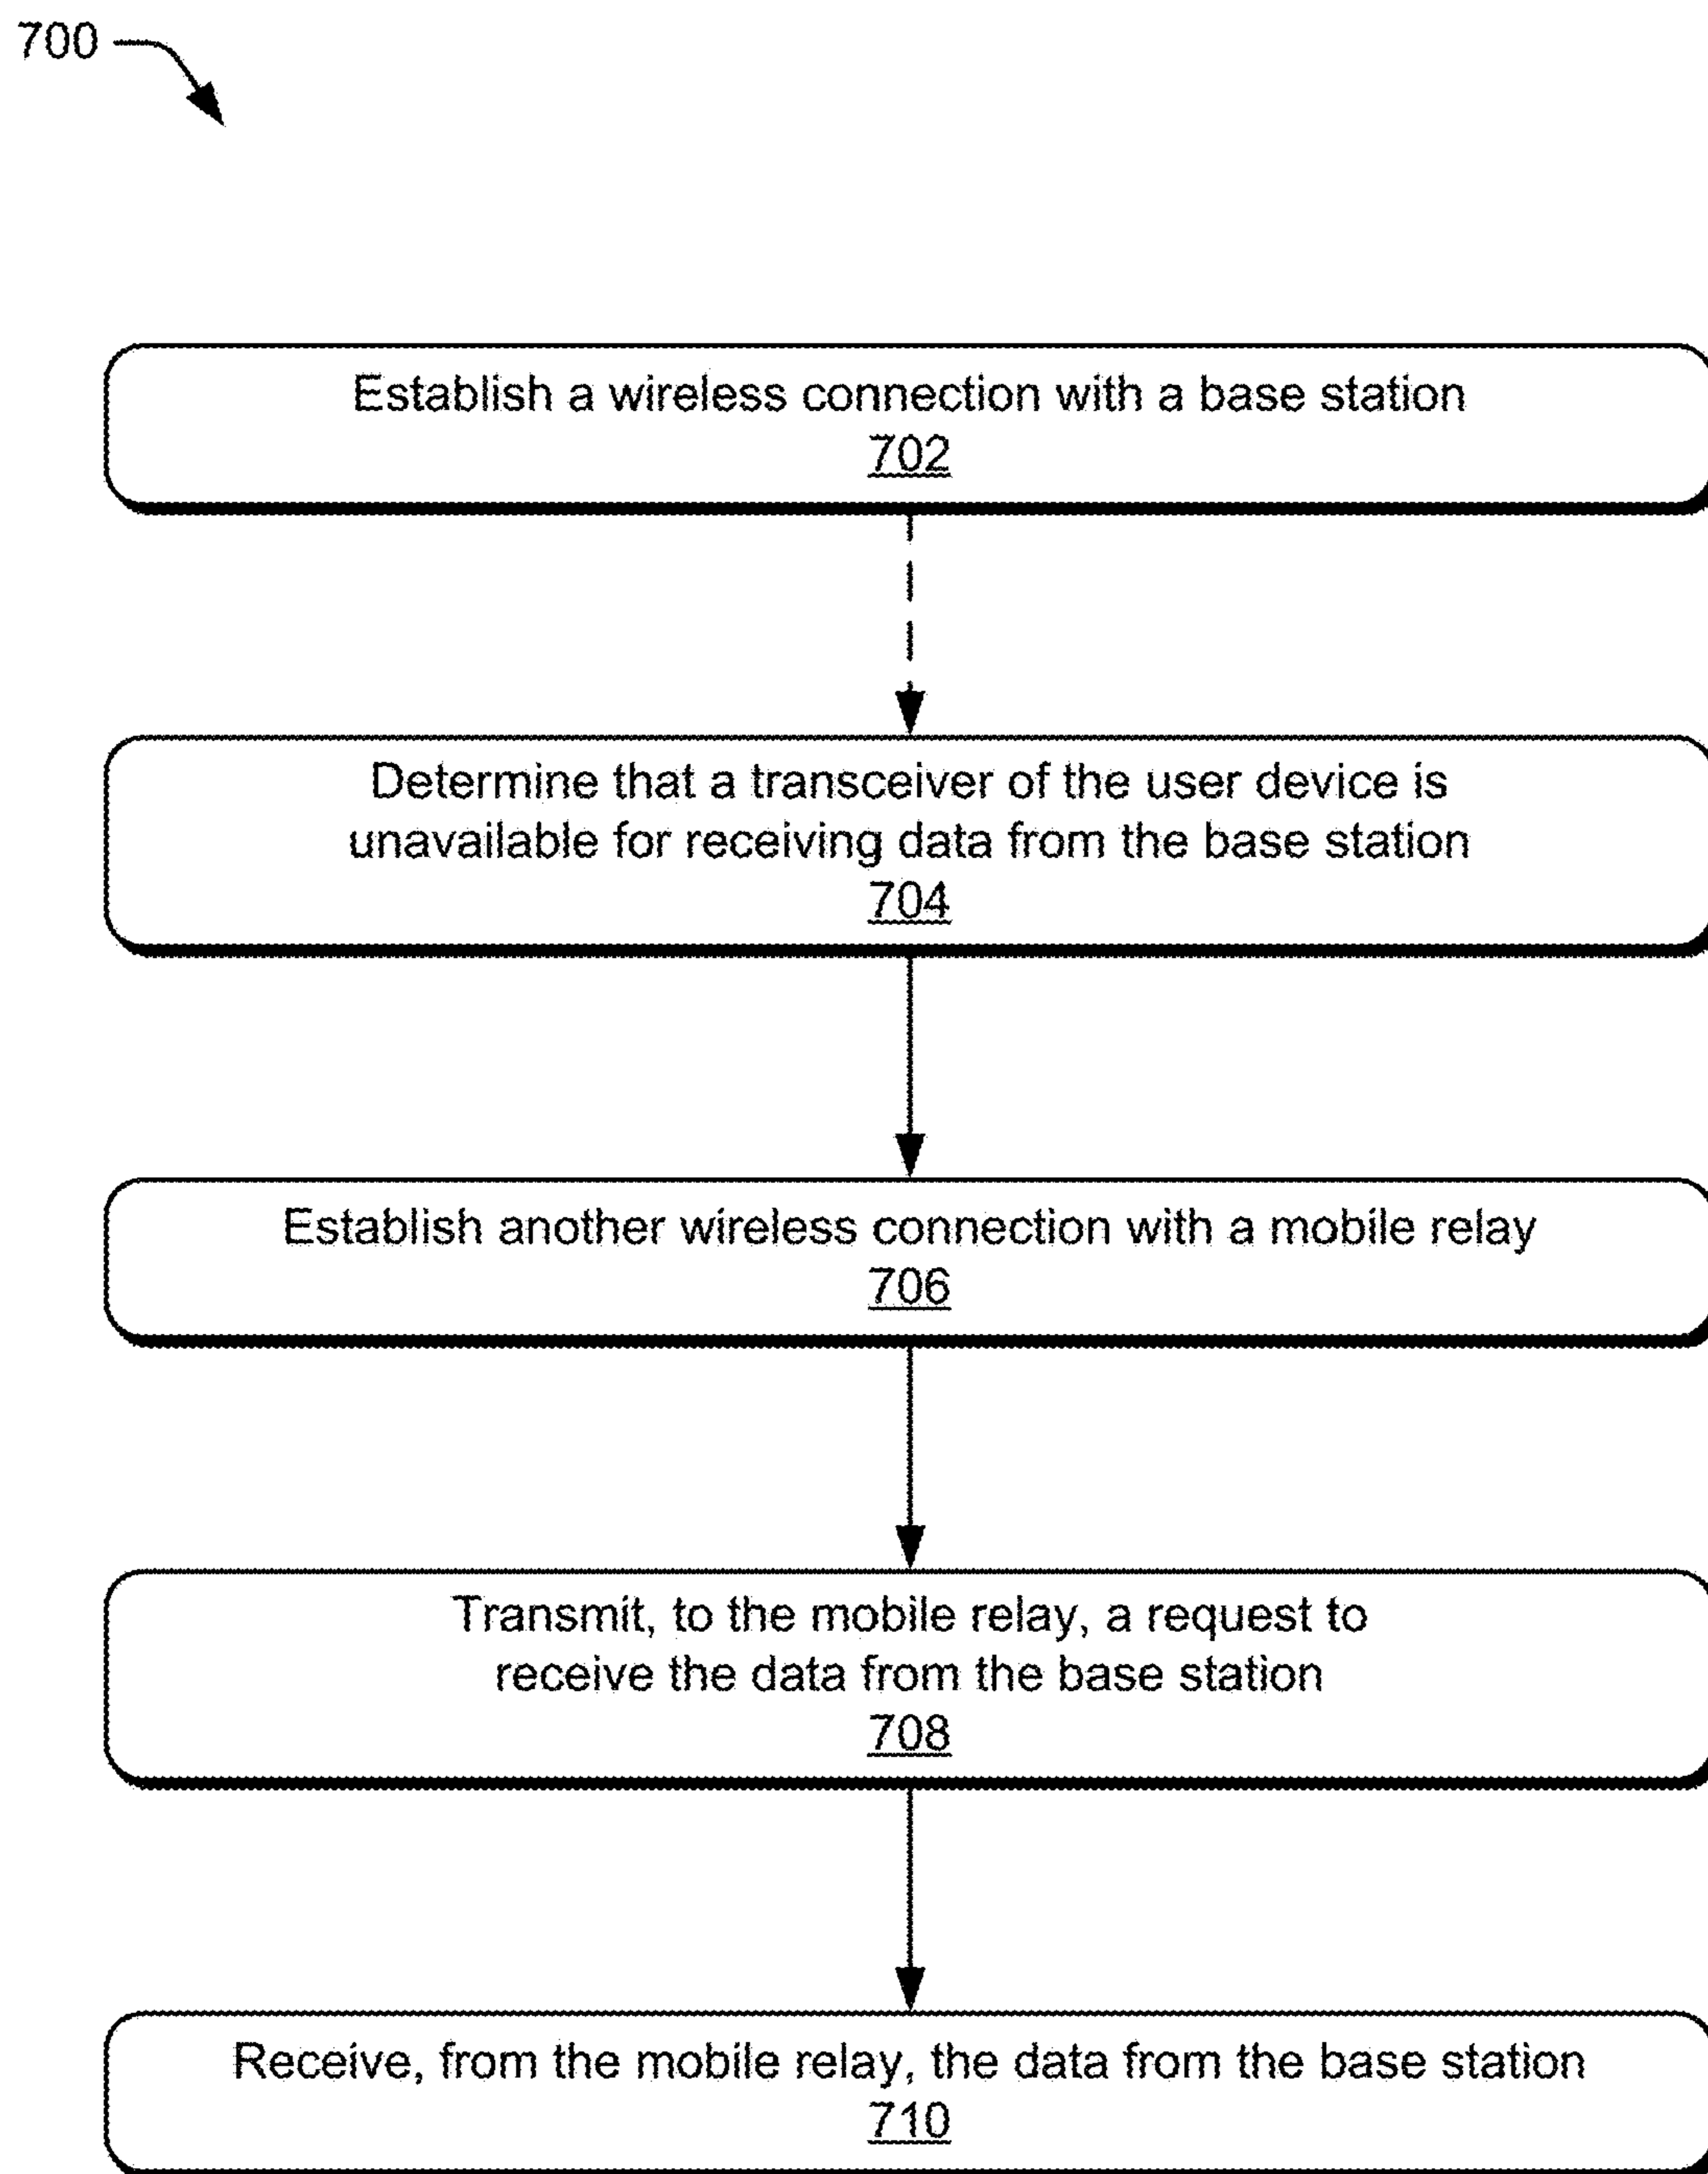 700
Establish a wireless connection with a base station
702
Determine that a transceiver of the user device is
unavailable for receiving data from the base station
704
Establish another wireless connection with a mobile relay
706
Transmit, to the mobile relay, a request to
receive the data from the base station
708
Receive, from the mobile relay, the data from the base station
710